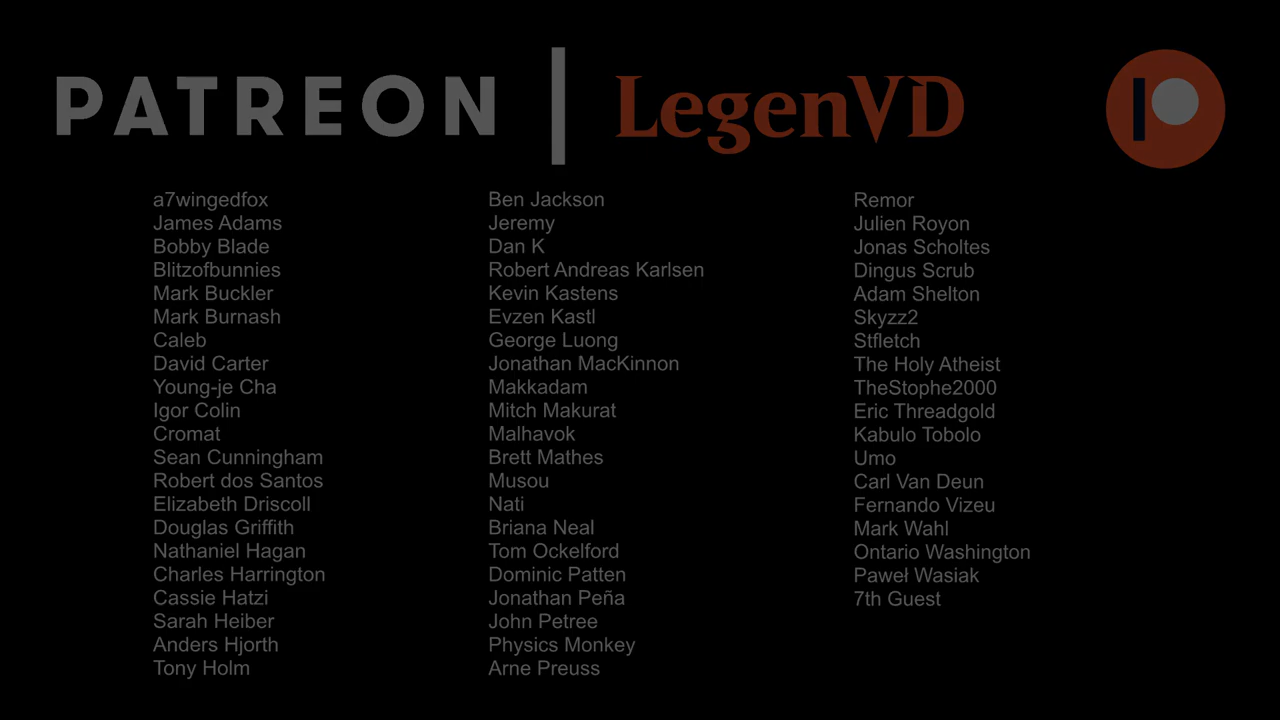 PATREON | LegenVD
a7wingedfox
James Adams
Bobby Blade
Blitzofbunnies
Mark Buckler
Mark Burnash
Caleb
David Carter
Young-je Cha
Igor Colin
Cromat
Sean Cunningham
Robert dos Santos
Elizabeth Driscoll
Douglas Griffith
Nathaniel Hagan
Charles Harrington
Cassie Hatzi
Sarah Heiber
Anders Hjorth
Tony Holm
Ben Jackson
Jeremy
Dan K
Robert Andreas Karlsen
Kevin Kastens
Evzen Kastl
George Luong
Jonathan MacKinnon
Makkadam
Mitch Makurat
Malhavok
Brett Mathes
Musou
Nati
Briana Neal
Tom Ockelford
Dominic Patten
Jonathan Peña
John Petree
Physics Monkey
Arne Preuss
Remor
Julien Royon
Jonas Scholtes
Dingus Scrub
Adam Shelton
Skyzz2
Stfletch
The Holy Atheist
TheStophe2000
Eric Threadgold
Kabulo Tobolo
Umo
Carl Van Deun
Fernando Vizeu
Mark Wahl
Ontario Washington
Paweł Wasiak
7th Guest